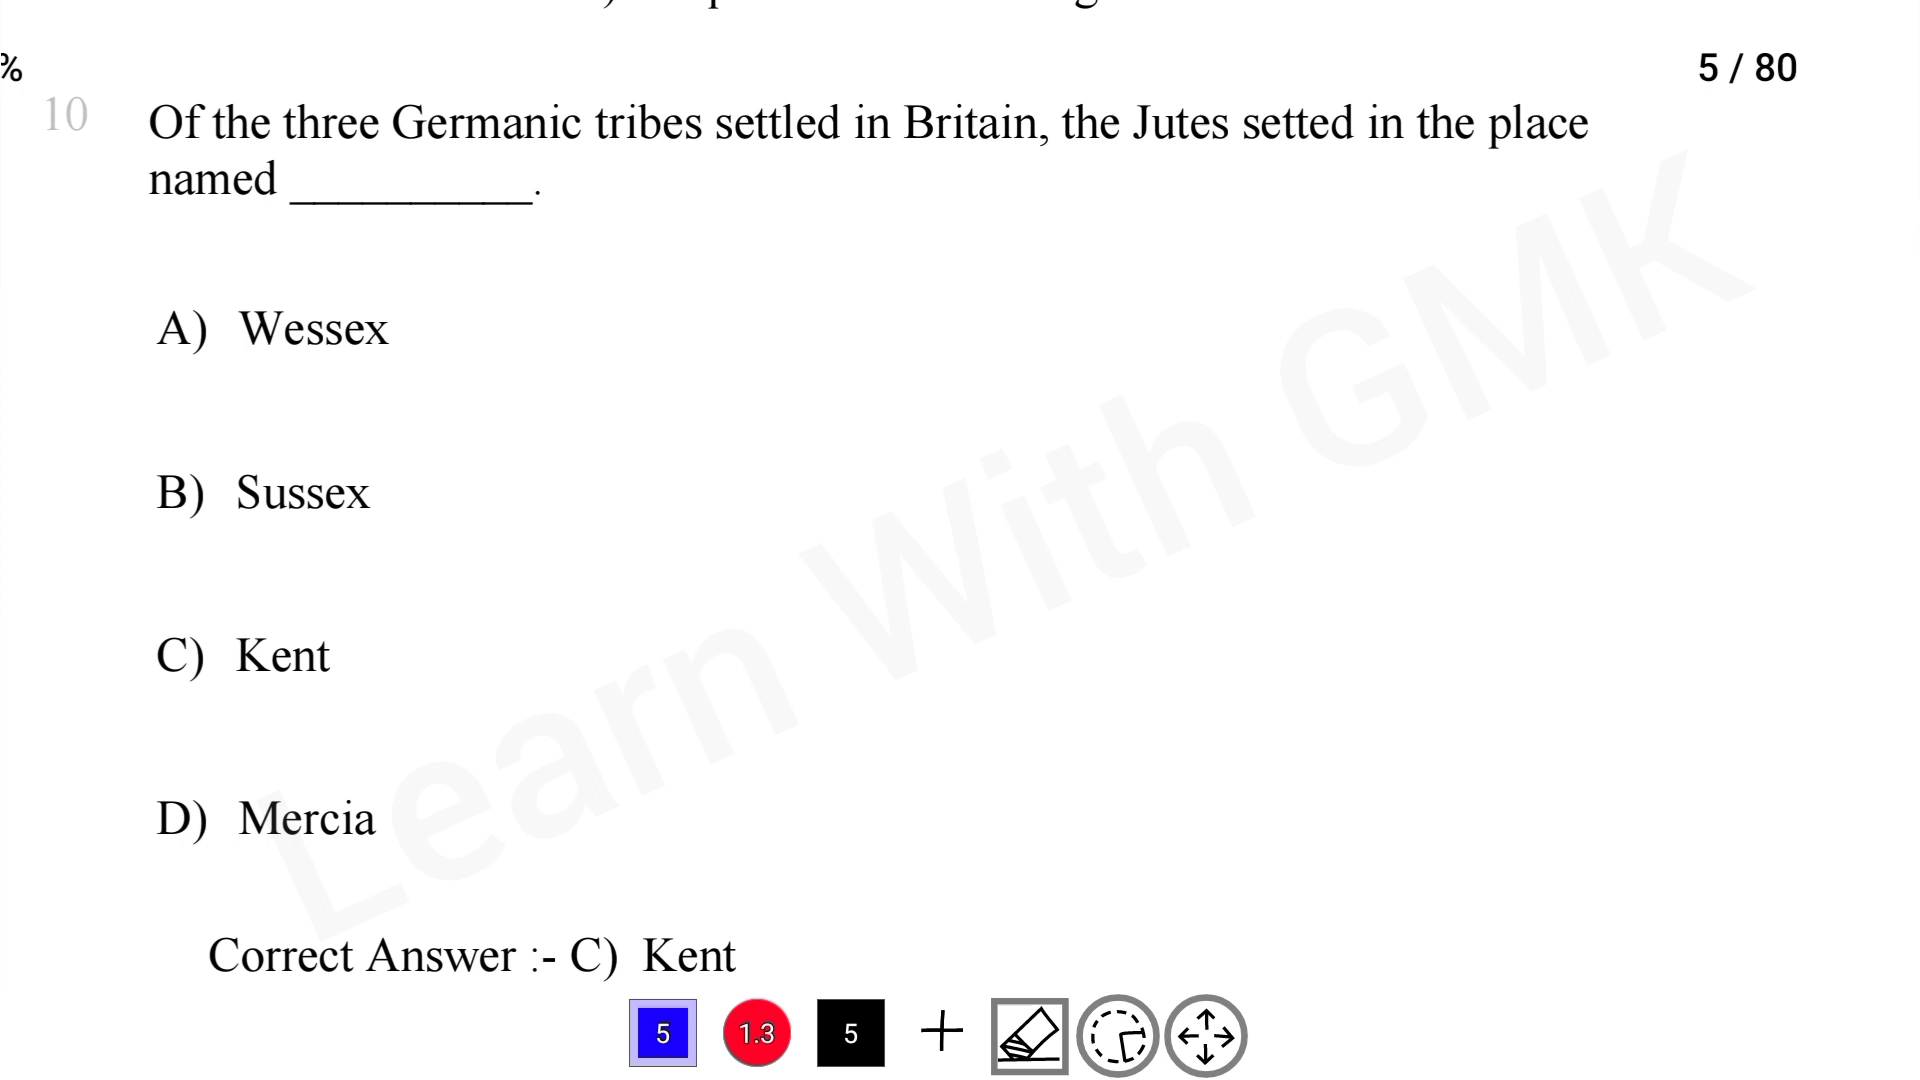 %
5 / 80
10
Of the three Germanic tribes settled in Britain, the Jutes setted in the place
named __________.
A) Wessex
B) Sussex
C) Kent
D) Mercia
Learn With GMK
Correct Answer :- C) Kent
5 1.3 5